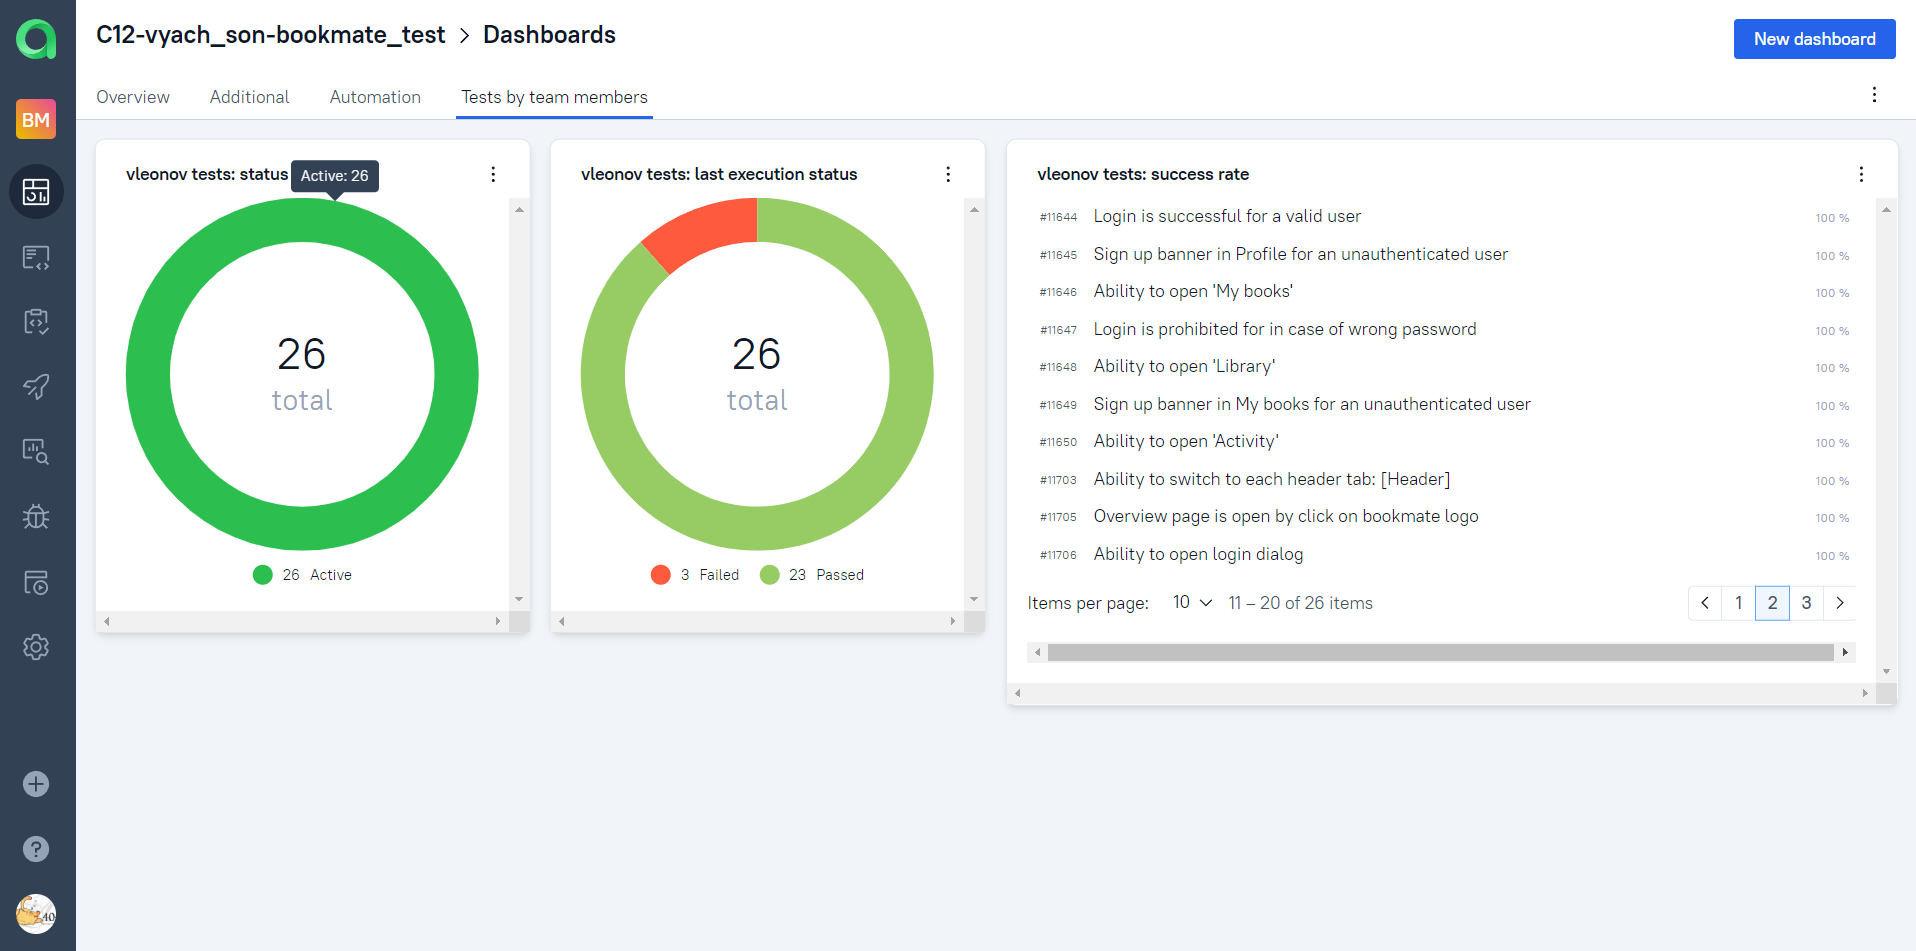 C12-vyach_son-bookmate_test > Dashboards
New dashboard
BM
Overview Additional Automation Tests by team members
vleonov tests: status
Active: 26
26
total
26 Active
vleonov tests: last execution status
26
total
3 Failed 23 Passed
vleonov tests: success rate
#11644 Login is successful for a valid user 100 %
#11645 Sign up banner in Profile for an unauthenticated user 100 %
#11646 Ability to open 'My books' 100 %
#11647 Login is prohibited for in case of wrong password 100 %
#11648 Ability to open 'Library' 100 %
#11649 Sign up banner in My books for an unauthenticated user 100 %
#11650 Ability to open 'Activity' 100 %
#11703 Ability to switch to each header tab: [Header] 100 %
#11705 Overview page is open by click on bookmate logo 100 %
#11706 Ability to open login dialog 100 %
Items per page: 10 11 – 20 of 26 items 1 2 3
40